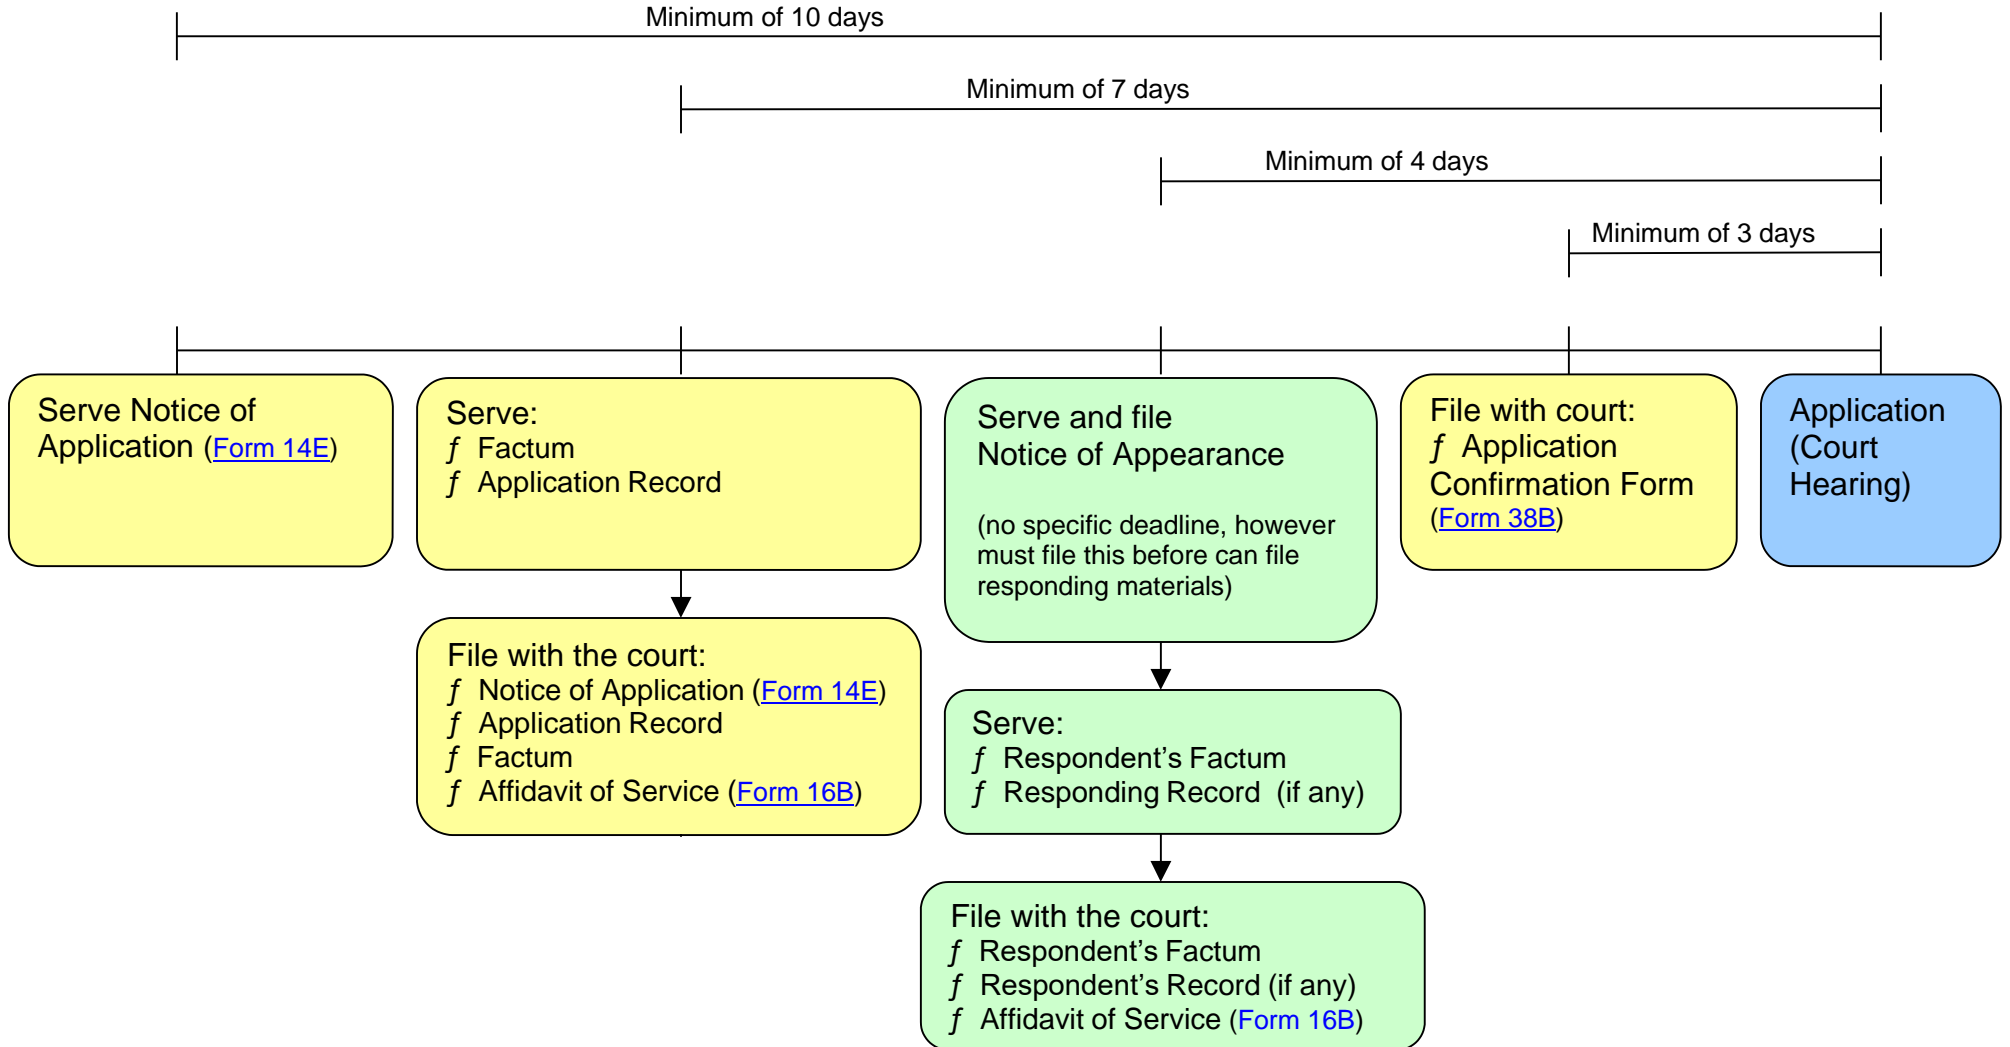 Minimum of 10 days
Minimum of 7 days
Minimum of 4 days
Minimum of 3 days
Serve Notice of
Application (Form 14E)
Serve:
ƒ Factum
ƒ Application Record
File with the court:
ƒ Notice of Application (Form 14E)
ƒ Application Record
ƒ Factum
ƒ Affidavit of Service (Form 16B)
Serve and file
Notice of Appearance
(no specific deadline, however
must file this before can file
responding materials)
Serve:
ƒ Respondent’s Factum
ƒ Responding Record (if any)
File with the court:
ƒ Respondent’s Factum
ƒ Respondent’s Record (if any)
ƒ Affidavit of Service (Form 16B)
File with court:
ƒ Application
Confirmation Form
(Form 38B)
Application
(Court
Hearing)